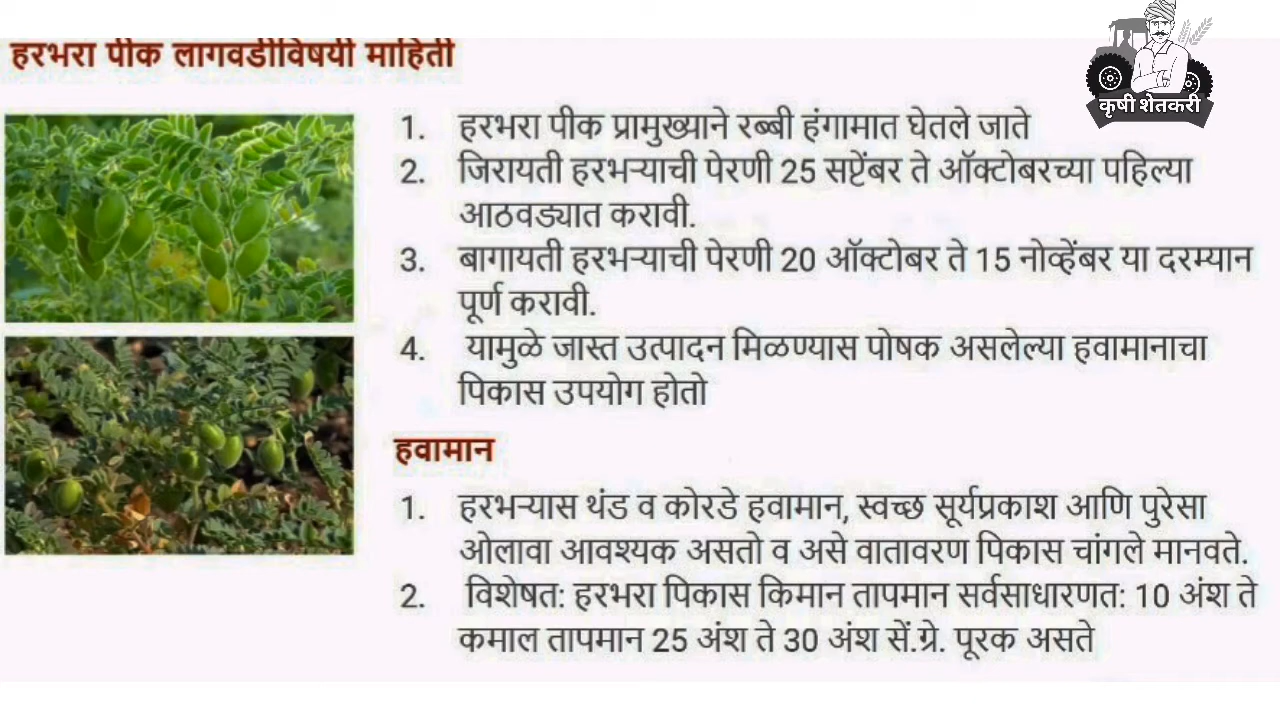 कृषी शेतकरी
हरभरा पीक लागवडीविषयी माहिती
1. हरभरा पीक प्रामुख्याने रब्बी हंगामात घेतले जाते
2. जिरायती हरभऱ्याची पेरणी 25 सप्टेंबर ते ऑक्टोबरच्या पहिल्या
आठवड्यात करावी.
3. बागायती हरभऱ्याची पेरणी 20 ऑक्टोबर ते 15 नोव्हेंबर या दरम्यान
पूर्ण करावी.
4. यामुळे जास्त उत्पादन मिळण्यास पोषक असलेल्या हवामानाचा
पिकास उपयोग होतो
हवामान
1. हरभऱ्यास थंड व कोरडे हवामान, स्वच्छ सूर्यप्रकाश आणि पुरेसा
ओलावा आवश्यक असतो व असे वातावरण पिकास चांगले मानवते.
2. विशेषत: हरभरा पिकास किमान तापमान सर्वसाधारणत: 10 अंश ते
कमाल तापमान 25 अंश ते 30 अंश सें.ग्रे. पूरक असते